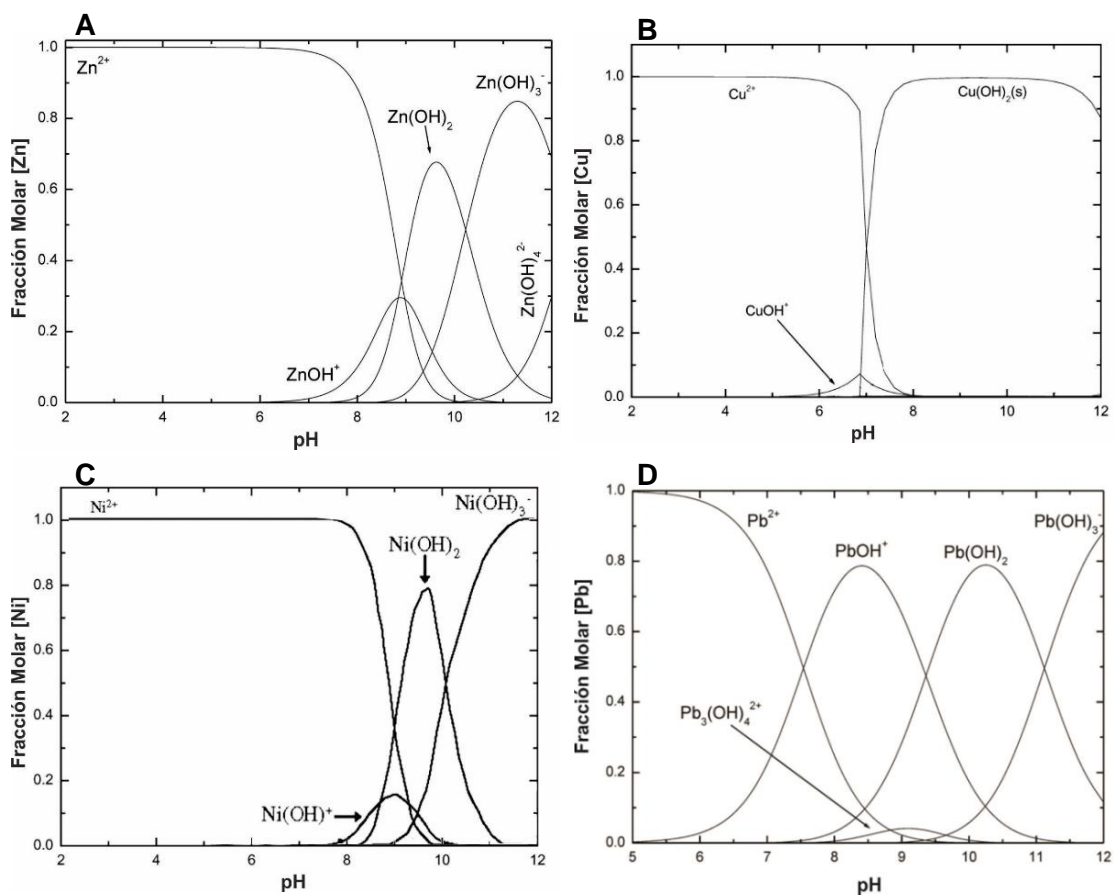 A
1.0
0.8
0.6
0.4
0.2
0.0
Fracción Molar [Zn]
Zn²⁺
ZnOH⁺
Zn(OH)₂
Zn(OH)₃⁻
Zn(OH)₄²⁻
2 4 6 8 10 12
pH
B
1.0
0.8
0.6
0.4
0.2
0.0
Fracción Molar [Cu]
Cu²⁺
CuOH⁺
Cu(OH)₂(s)
2 4 6 8 10 12
pH
C
1.0
0.8
0.6
0.4
0.2
0.0
Fracción Molar [Ni]
Ni²⁺
Ni(OH)⁺
Ni(OH)₂
Ni(OH)₃⁻
2 4 6 8 10 12
pH
D
1.0
0.8
0.6
0.4
0.2
0.0
Fracción Molar [Pb]
Pb²⁺
PbOH⁺
Pb(OH)₂
Pb(OH)₃⁻
Pb₃(OH)₄²⁺
5 6 7 8 9 10 11 12
pH